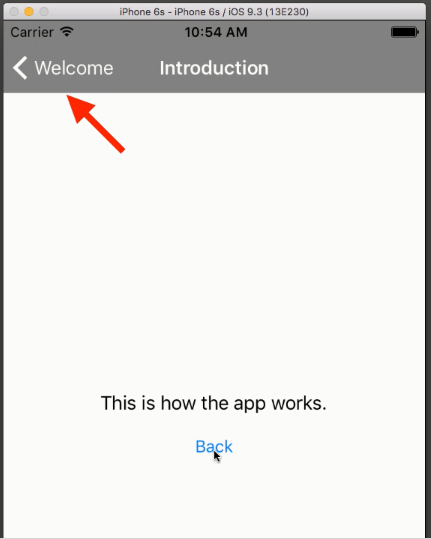 iPhone 6s - iPhone 6s / iOS 9.3 (13E230)
Carrier 10:54 AM
Welcome Introduction
This is how the app works.
Back